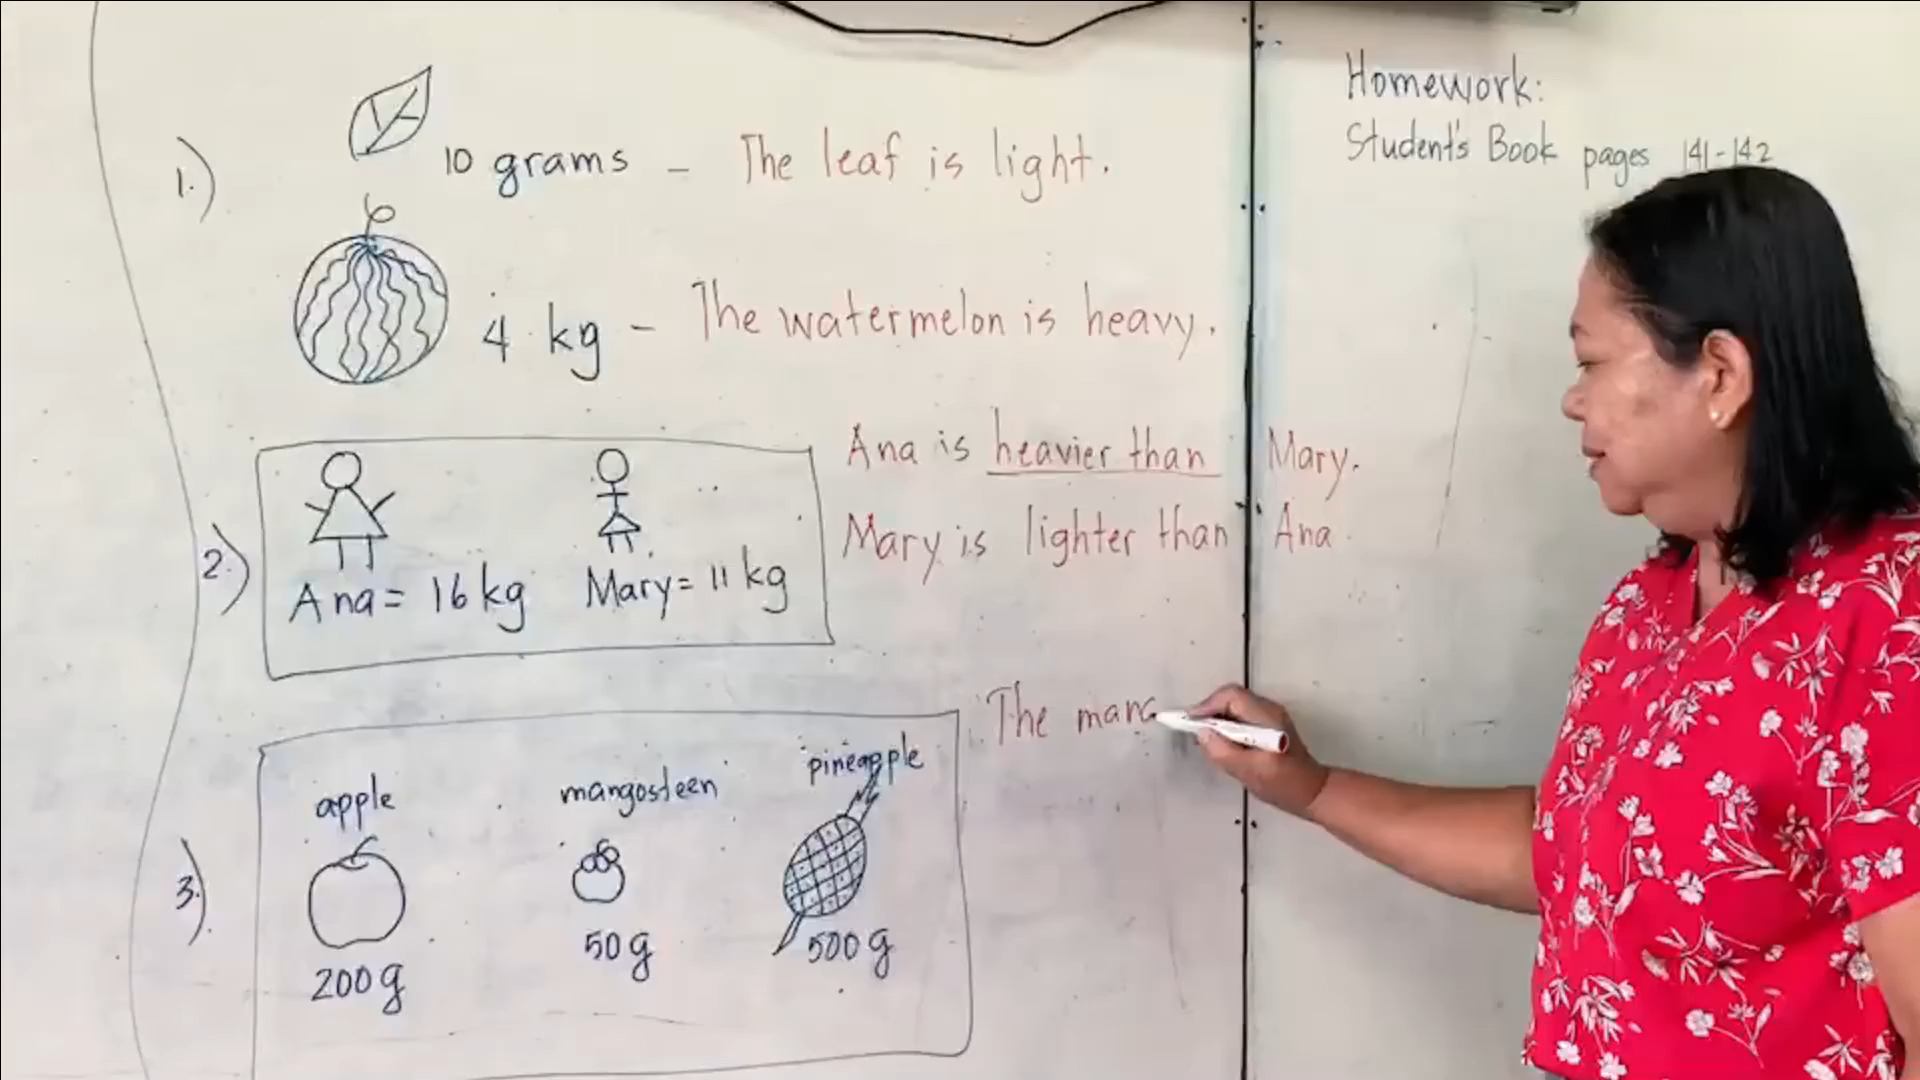 1.)
10 grams - The leaf is light.
4 kg - The watermelon is heavy.
2.)
Ana = 16 kg
Mary = 11 kg
Ana is heavier than Mary.
Mary is lighter than Ana.
3.)
apple
200 g
mangosteen
50 g
pineapple
500 g
The mang
Homework:
Student's Book pages 141-142